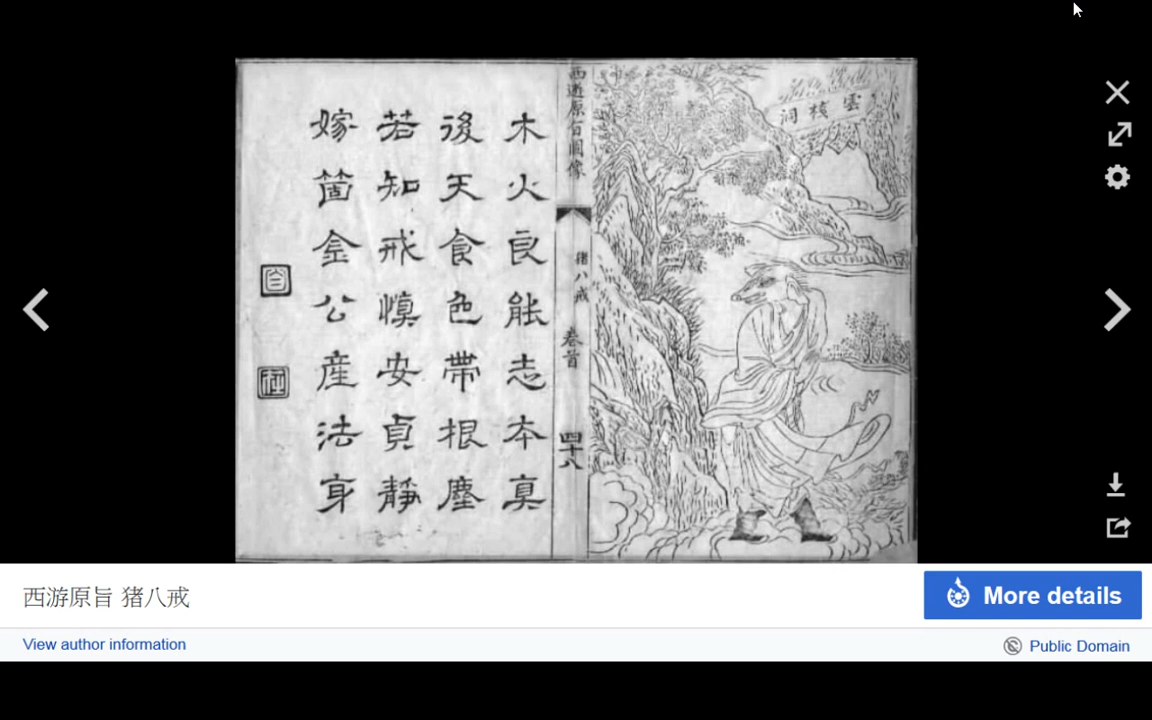 雲棧洞
西遊原旨圖像
猪八戒
卷首
四十八
木火良能志本真
後天食色帶根塵
若知戒慎安貞靜
嫁箇金公産法身
西游原旨 猪八戒
More details
View author information
Public Domain